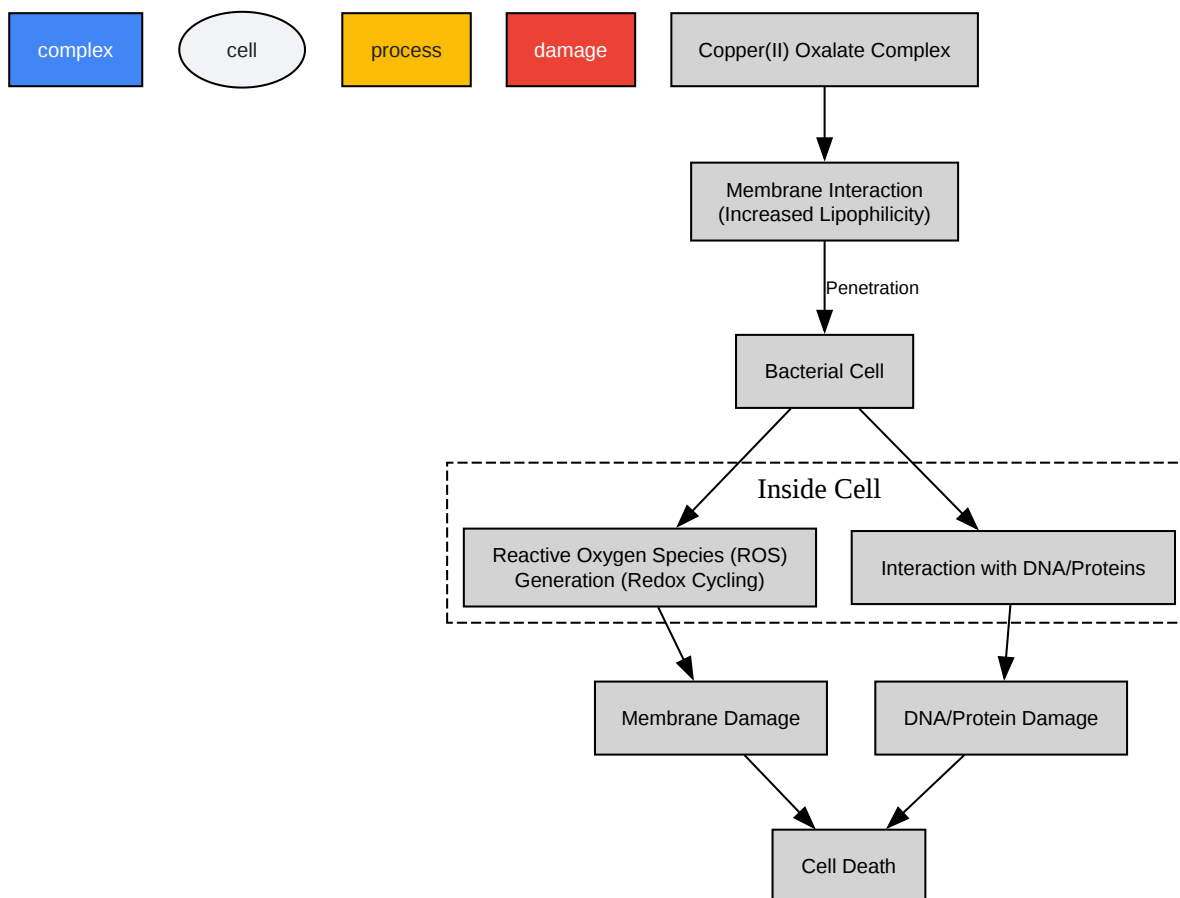 complex
cell
process
damage
Copper(II) Oxalate Complex
Membrane Interaction
(Increased Lipophilicity)
Penetration
Bacterial Cell
Inside Cell
Reactive Oxygen Species (ROS)
Generation (Redox Cycling)
Interaction with DNA/Proteins
Membrane Damage
DNA/Protein Damage
Cell Death